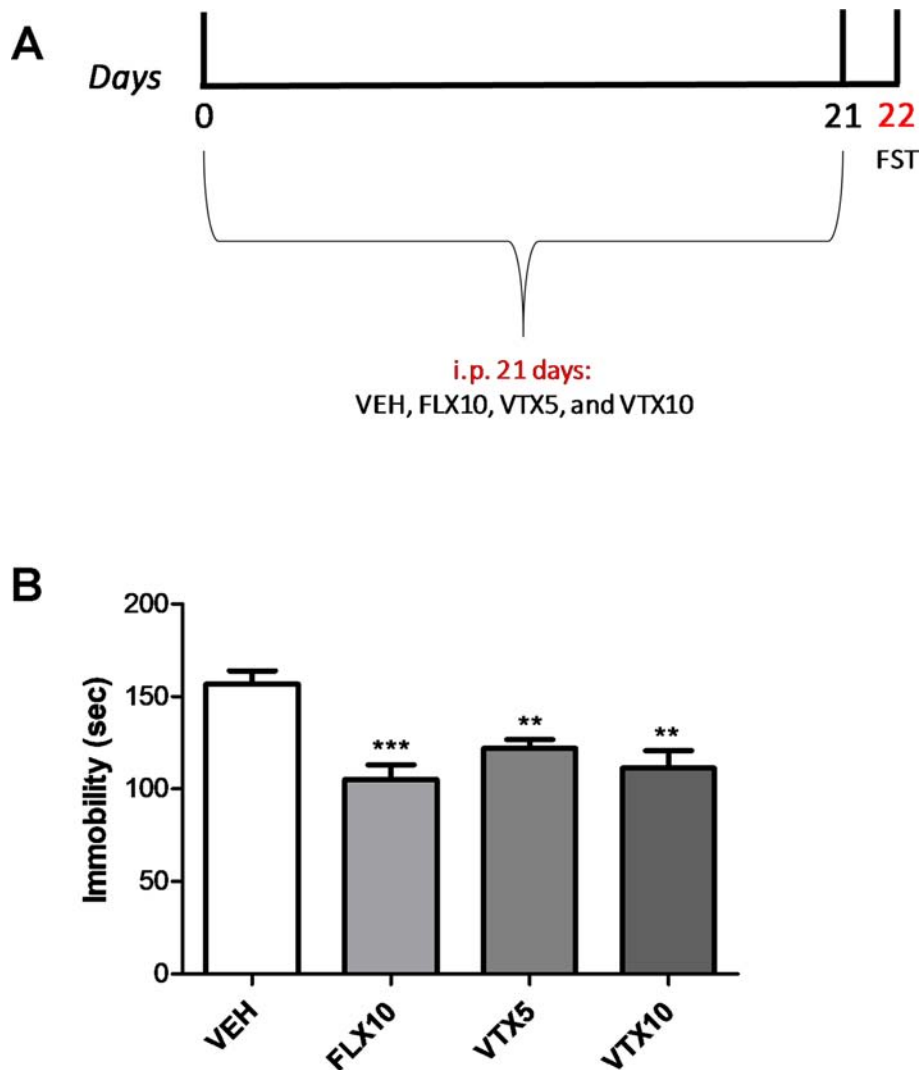 A
Days
0 21 22
FST
i.p. 21 days:
VEH, FLX10, VTX5, and VTX10
B
Immobility (sec)
200
150
100
50
0
***
**
**
VEH
FLX10
VTX5
VTX10